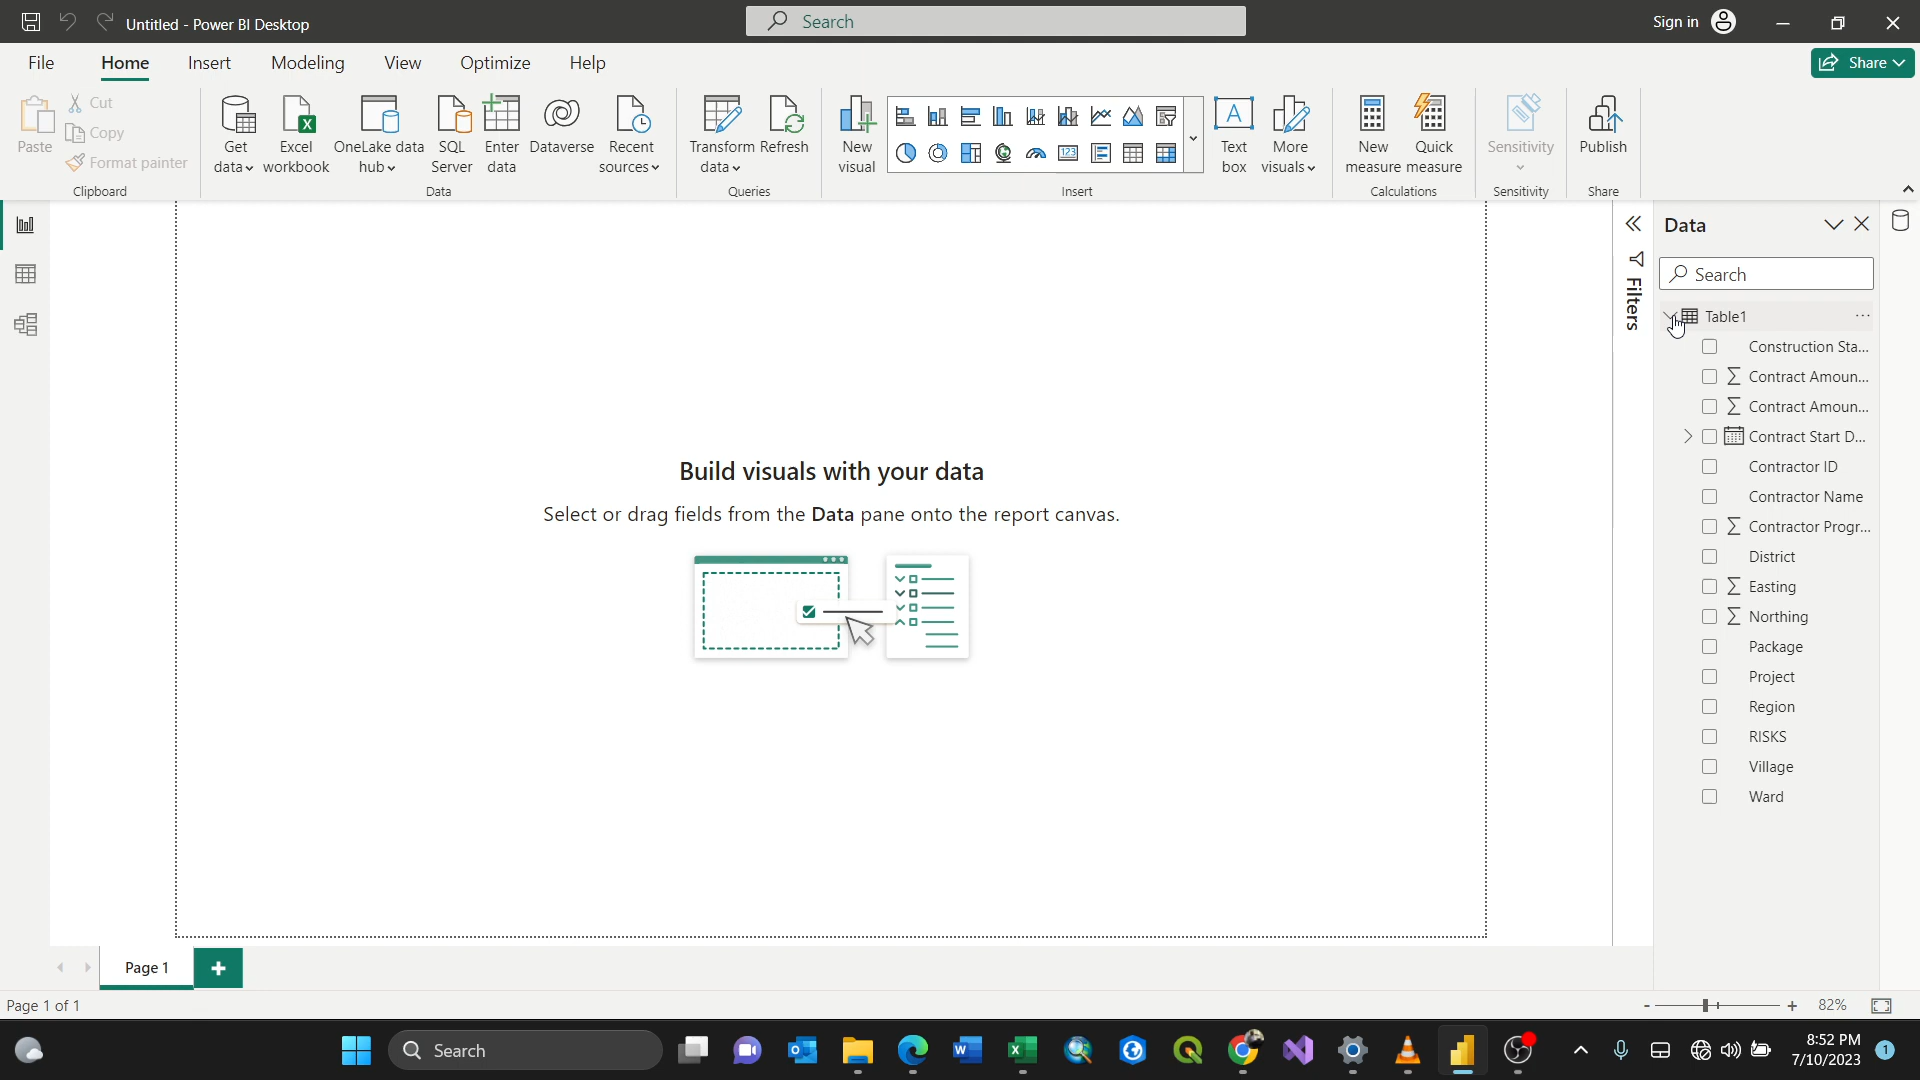 Untitled - Power BI Desktop
Search
Sign in
File
Home
Insert
Modeling
View
Optimize
Help
Share
Paste
Cut
Copy
Format painter
Clipboard
Get data
Excel workbook
OneLake data hub
SQL Server
Enter data
Dataverse
Recent sources
Data
Transform data
Refresh
Queries
New visual
123
Insert
A
Text box
More visuals
New measure
Quick measure
Calculations
Sensitivity
Sensitivity
Publish
Share
Filters
Data
Search
Table1
Construction Sta...
Contract Amoun...
Contract Amoun...
Contract Start D...
Contractor ID
Contractor Name
Contractor Progr...
District
Easting
Northing
Package
Project
Region
RISKS
Village
Ward
Build visuals with your data
Select or drag fields from the Data pane onto the report canvas.
Page 1
Page 1 of 1
82%
Search
8:52 PM
7/10/2023
1